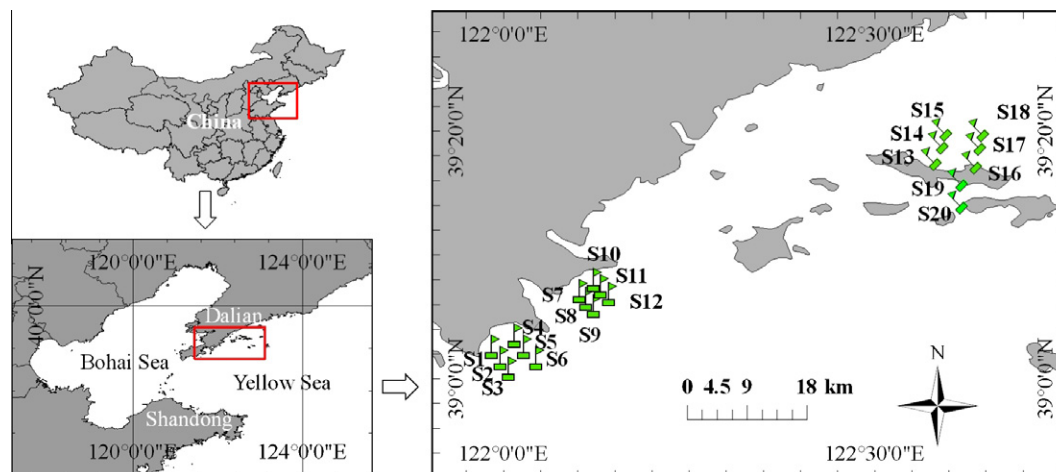 China
120°0'0"E
124°0'0"E
40°0'0"N
Dalian
Bohai Sea
Yellow Sea
Shandong
120°0'0"E
124°0'0"E
122°0'0"E
122°30'0"E
39°20'0"N
39°20'0"N
S15
S18
S14
S17
S13
S16
S19
S20
S10
S11
S7
S12
S8
S9
S4
S5
S1
S6
S2
S3
39°0'0"N
39°0'0"N
N
0 4.5 9 18 km
122°0'0"E
122°30'0"E